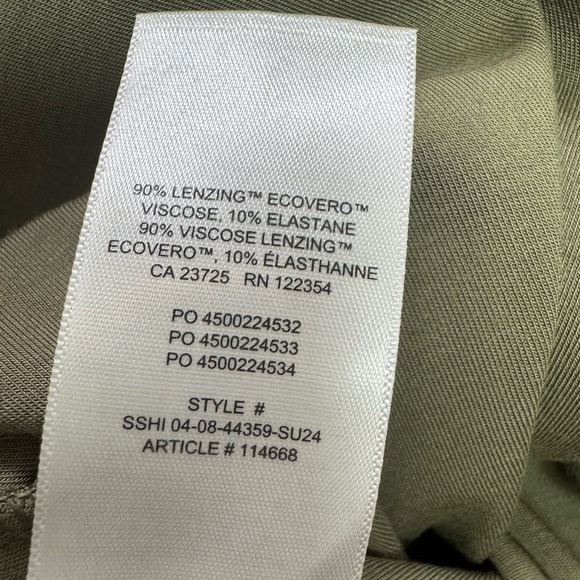 90% LENZING™ ECOVERO™
VISCOSE, 10% ELASTANE
90% VISCOSE LENZING™
ECOVERO™, 10% ÉLASTHANNE
CA 23725 RN 122354
PO 4500224532
PO 4500224533
PO 4500224534
STYLE #
SSHI 04-08-44359-SU24
ARTICLE # 114668